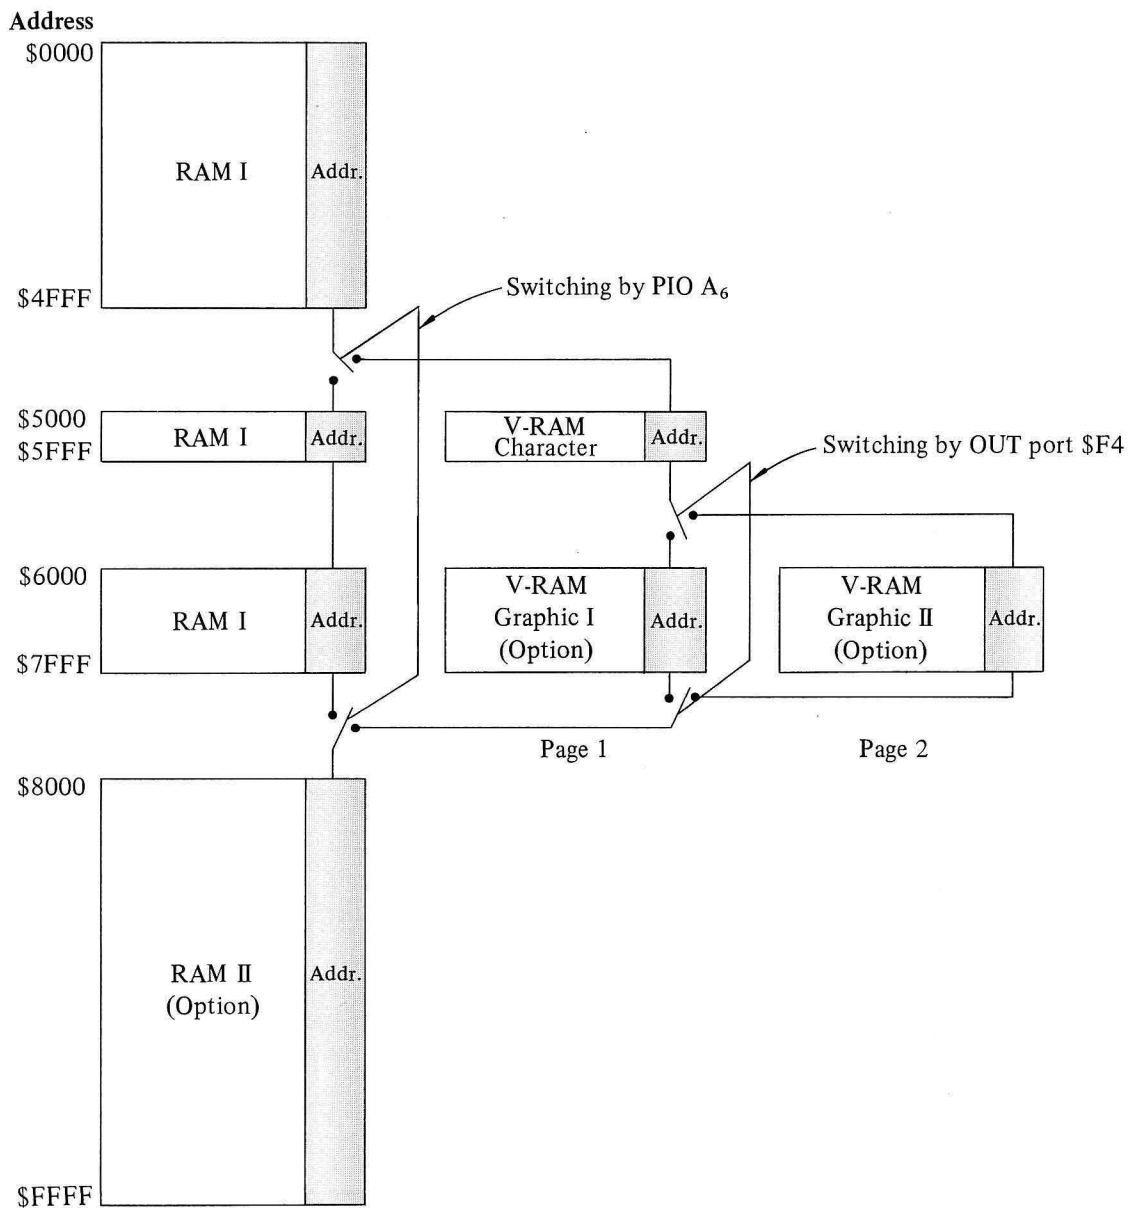 Address
$0000
RAM I
Addr.
$4FFF
Switching by PIO A₆
$5000
$5FFF
RAM I
Addr.
V-RAM
Character
Addr.
Switching by OUT port $F4
$6000
$7FFF
RAM I
Addr.
V-RAM
Graphic I
(Option)
Addr.
V-RAM
Graphic II
(Option)
Addr.
Page 1
Page 2
$8000
RAM II
(Option)
Addr.
$FFFF